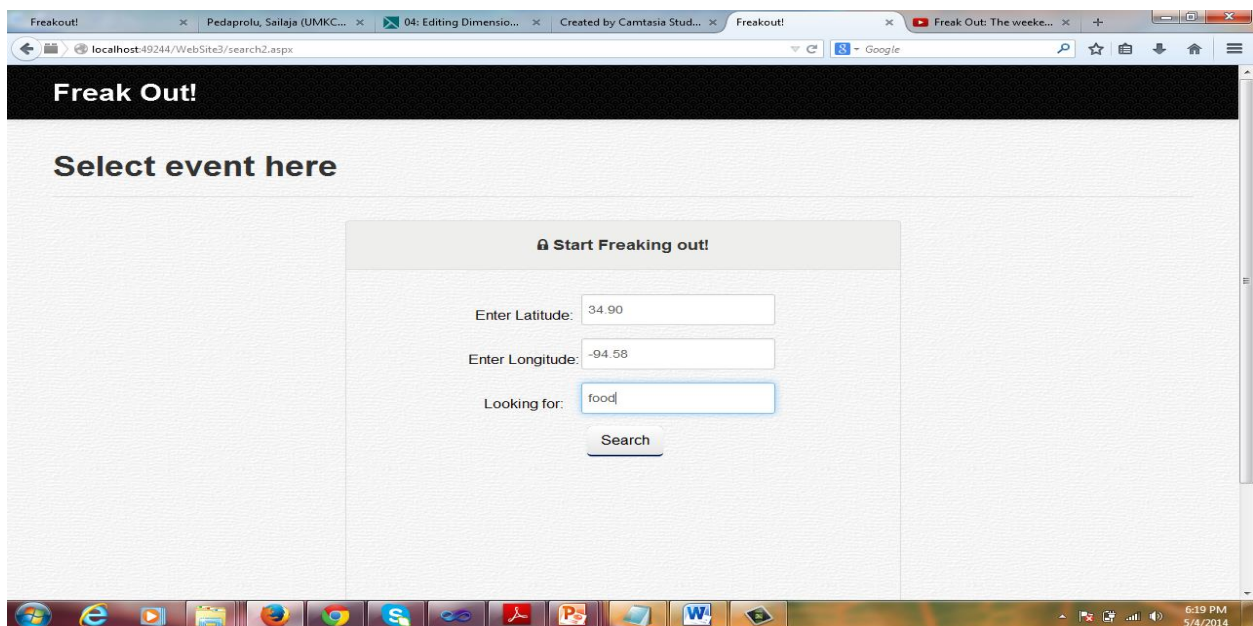 Freakout!
Pedaprolu, Sailaja (UMKC...
04: Editing Dimensio...
Created by Camtasia Stud...
Freakout!
Freak Out: The weeke...
localhost:49244/WebSite3/search2.aspx
Google
Freak Out!
Select event here
Start Freaking out!
Enter Latitude: 34.90
Enter Longitude: -94.58
Looking for: food
Search
6:19 PM
5/4/2014